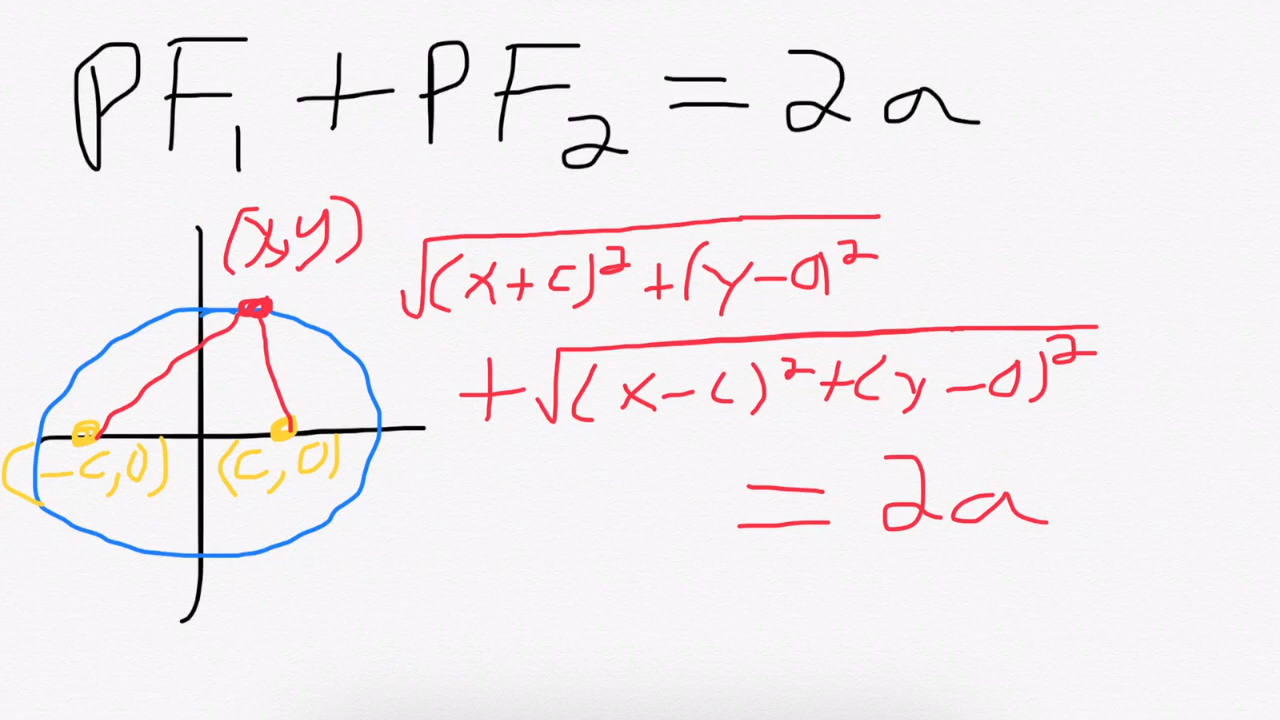 PF₁ + PF₂ = 2a
(x,y)
√(x+c)² + (y-0)²
+ √(x-c)² + (y-0)²
(-c,0) (c,0)
= 2a